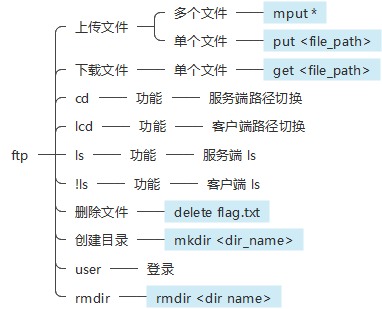 ftp
上传文件
多个文件 mput *
单个文件 put <file_path>
下载文件 单个文件 get <file_path>
cd 功能 服务端路径切换
lcd 功能 客户端路径切换
ls 功能 服务端 ls
!ls 功能 客户端 ls
删除文件 delete flag.txt
创建目录 mkdir <dir_name>
user 登录
rmdir rmdir <dir name>